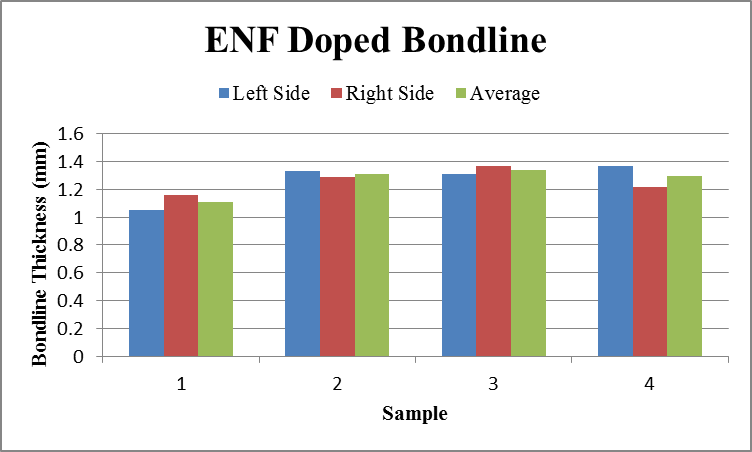 ENF Doped Bondline
Left Side Right Side Average
Bondline Thickness (mm)
1.6
1.4
1.2
1
0.8
0.6
0.4
0.2
0
1 2 3 4
Sample